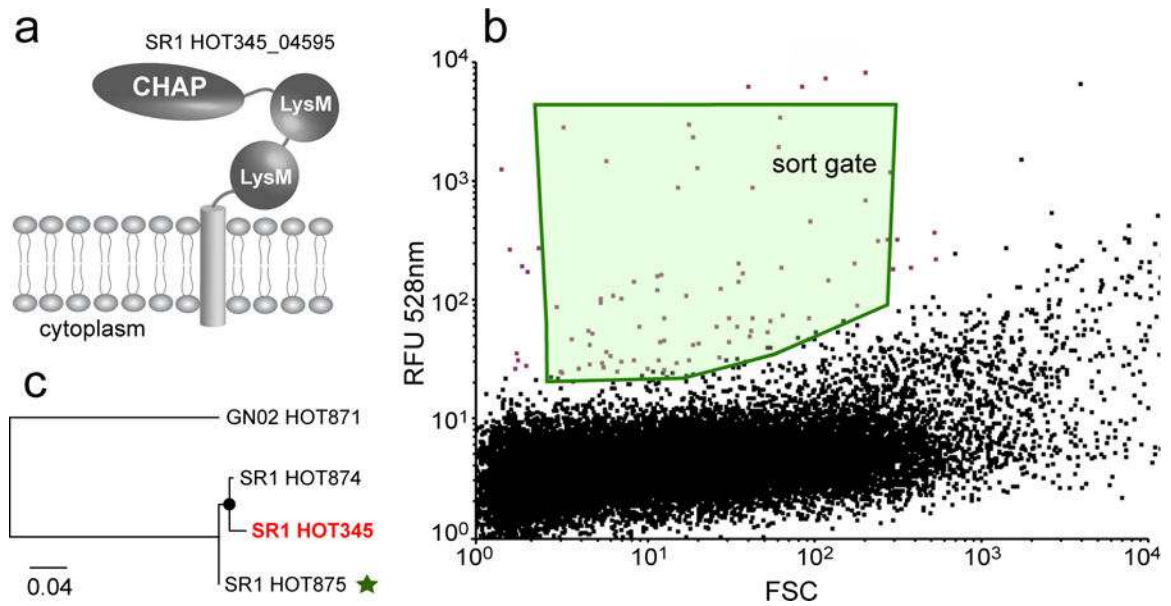 a
SR1 HOT345_04595
CHAP
LysM
LysM
cytoplasm
b
10⁴
10³
10²
10¹
10⁰
RFU 528nm
sort gate
10⁰ 10¹ 10² 10³ 10⁴
FSC
c
GN02 HOT871
SR1 HOT874
SR1 HOT345
SR1 HOT875
0.04